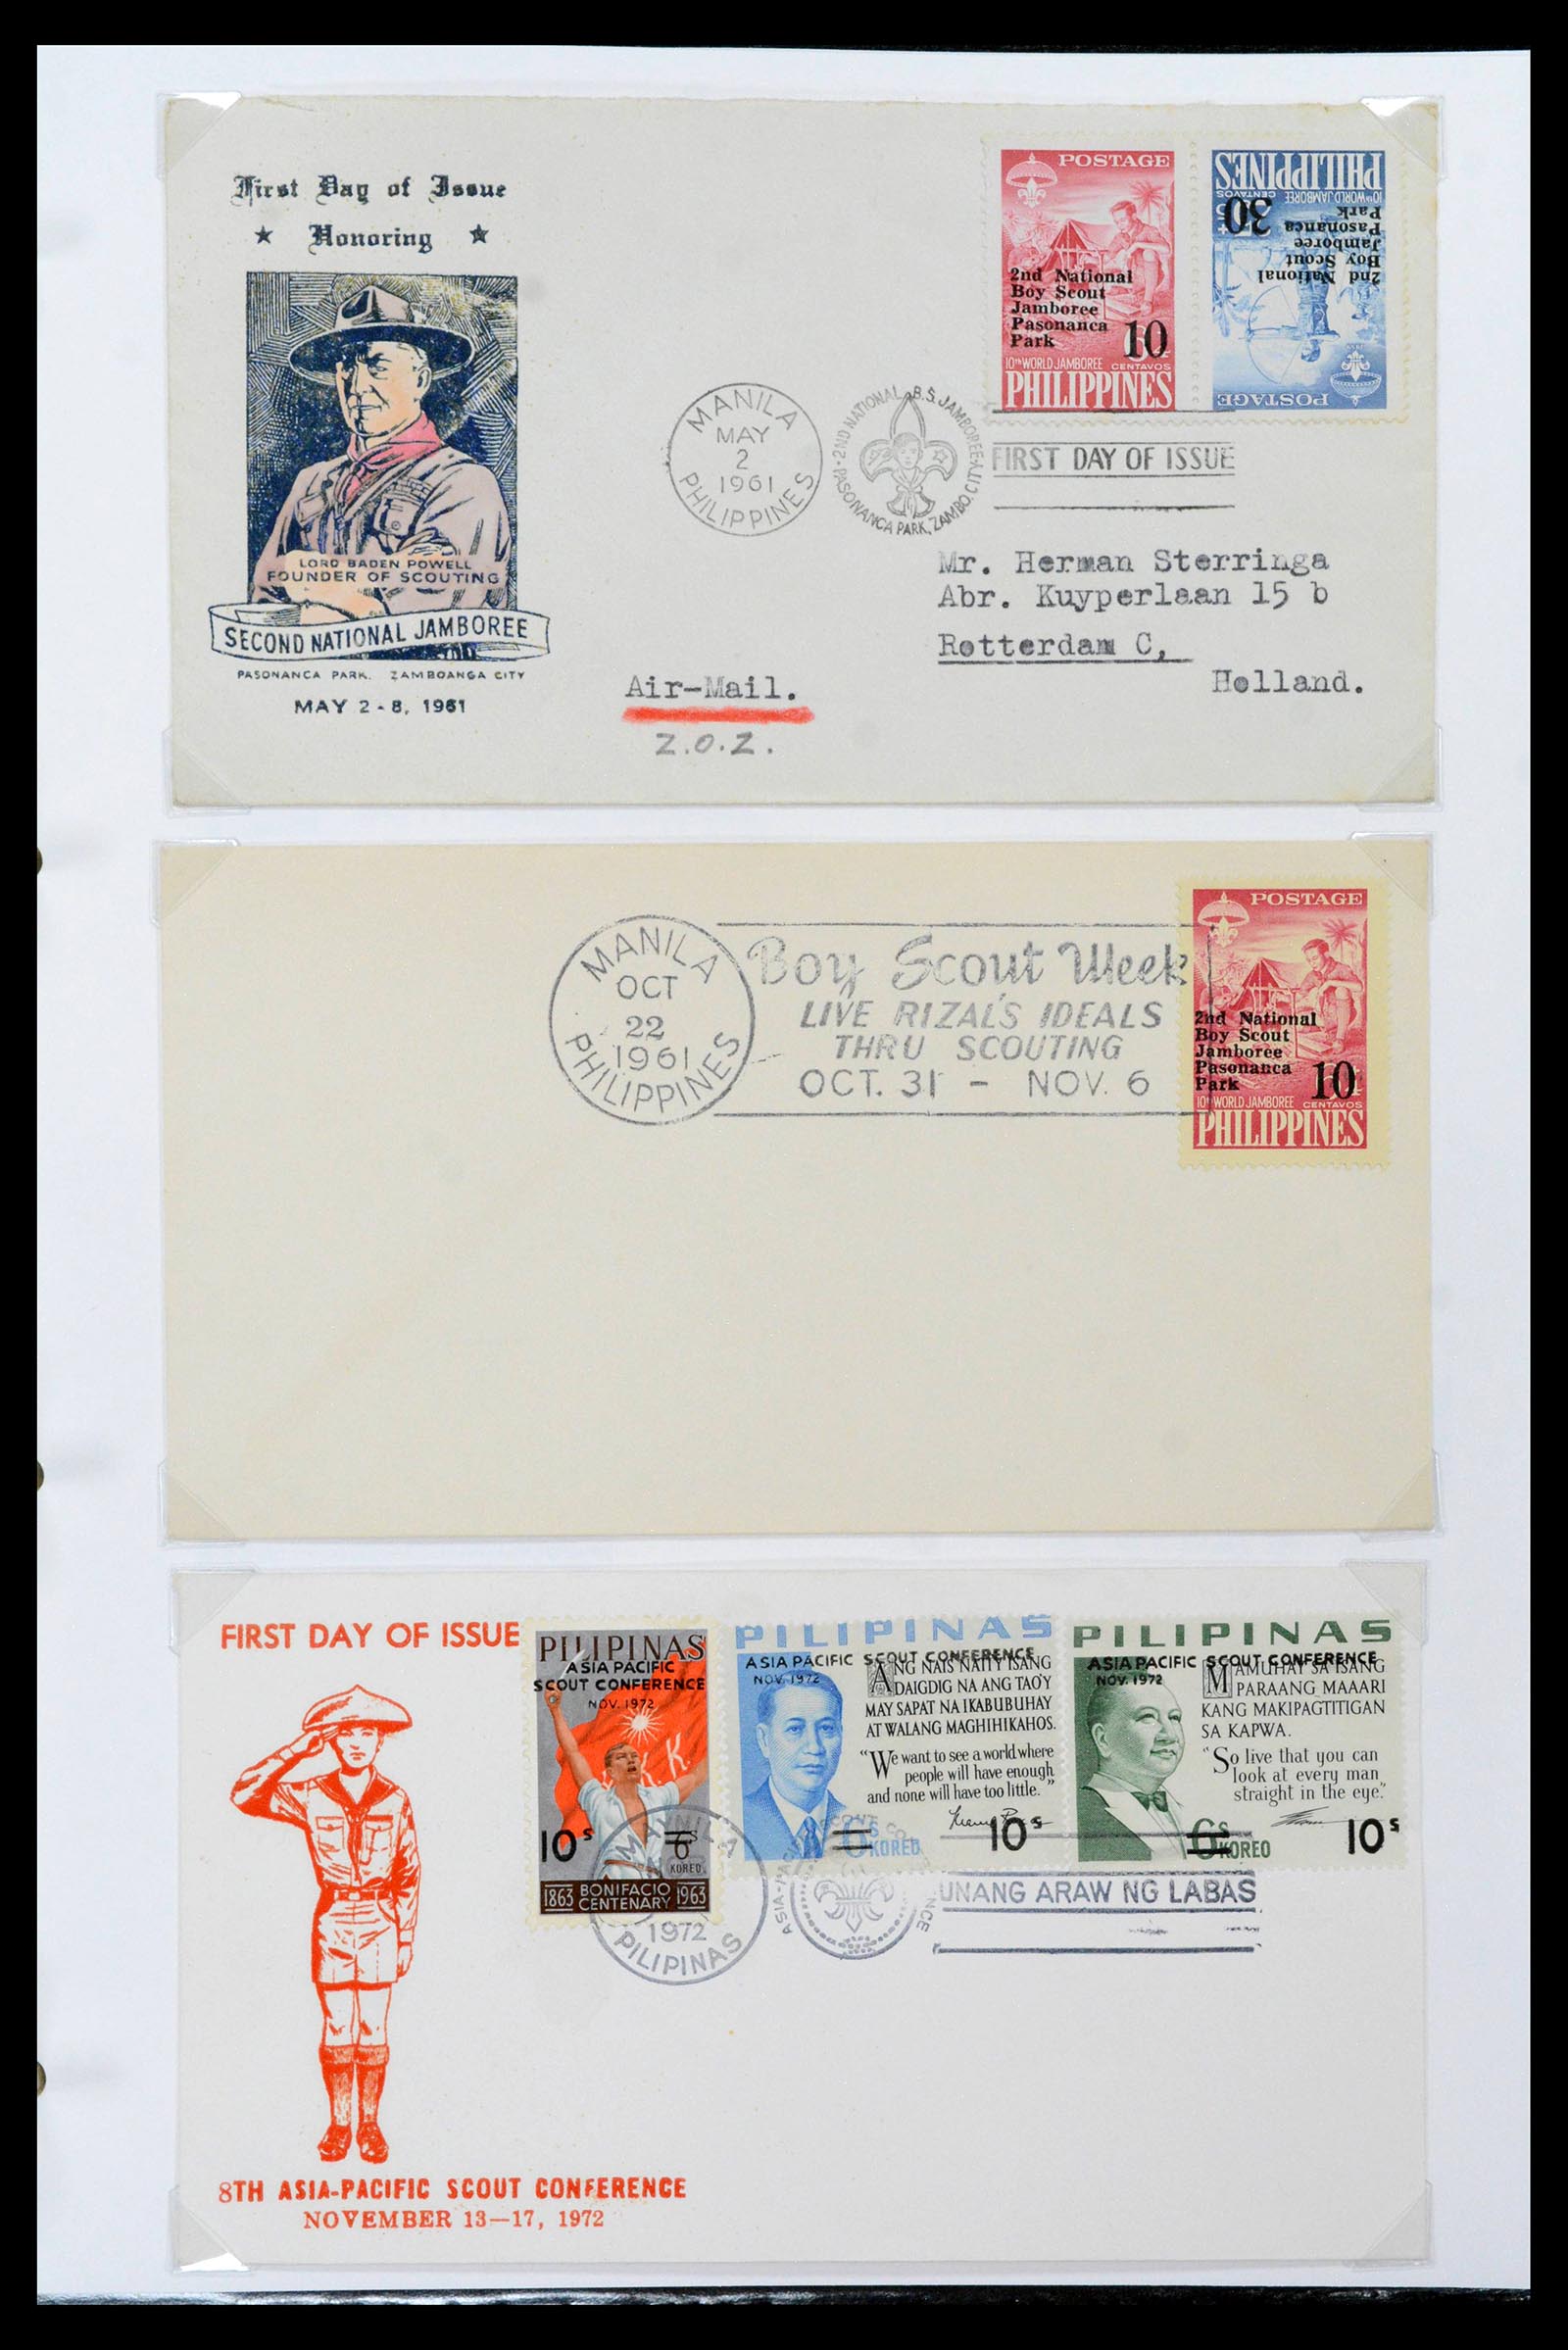 First Day of Issue
★ Honoring ★
LORD BADEN POWELL
FOUNDER OF SCOUTING
SECOND NATIONAL JAMBOREE
PASONANCA PARK. ZAMBOANGA CITY
MAY 2-8, 1961
POSTAGE
2nd National
Boy Scout
Jamboree
Pasonanca
Park 10
10th WORLD JAMBOREE CENTAVOS
PHILIPPINES
POSTAGE
2nd National
Boy Scout
Jamboree
Pasonanca
Park 30
10th WORLD JAMBOREE CENTAVOS
PHILIPPINES
MANILA
MAY
2
1961
PHILIPPINES
2ND NATIONAL B.S. JAMBOREE
PASONANCA PARK, ZAMBO. CITY
FIRST DAY OF ISSUE
Mr. Herman Sterringa
Abr. Kuyperlaan 15 b
Rotterdam C,
Holland.
Air-Mail.
Z.O.Z.
MANILA
OCT
22
1961
PHILIPPINES
Boy Scout Week
LIVE RIZAL'S IDEALS
THRU SCOUTING
OCT. 31 - NOV. 6
POSTAGE
2nd National
Boy Scout
Jamboree
Pasonanca
Park 10
10th WORLD JAMBOREE CENTAVOS
PHILIPPINES
FIRST DAY OF ISSUE
8TH ASIA-PACIFIC SCOUT CONFERENCE
NOVEMBER 13—17, 1972
PILIPINAS
ASIA PACIFIC
SCOUT CONFERENCE
NOV. 1972
K.
10s 6s
KOREO
1863 BONIFACIO CENTENARY 1963
PILIPINAS
ASIA PACIFIC SCOUT CONFERENCE
NOV. 1972
ANG NAIS NATI'Y ISANG
DAIGDIG NA ANG TAO'Y
MAY SAPAT NA IKABUBUHAY
AT WALANG MAGHIHIKAHOS.
"We want to see a world where
people will have enough
and none will have too little."
6s KOREO 10s
PILIPINAS
ASIA PACIFIC SCOUT CONFERENCE
NOV. 1972
MAMUHAY SA ISANG
PARAANG MAAARI
KANG MAKIPAGTITIGAN
SA KAPWA.
"So live that you can
look at every man
straight in the eye."
6s KOREO 10s
MAYNILA
1972
PILIPINAS
UNANG ARAW NG LABAS